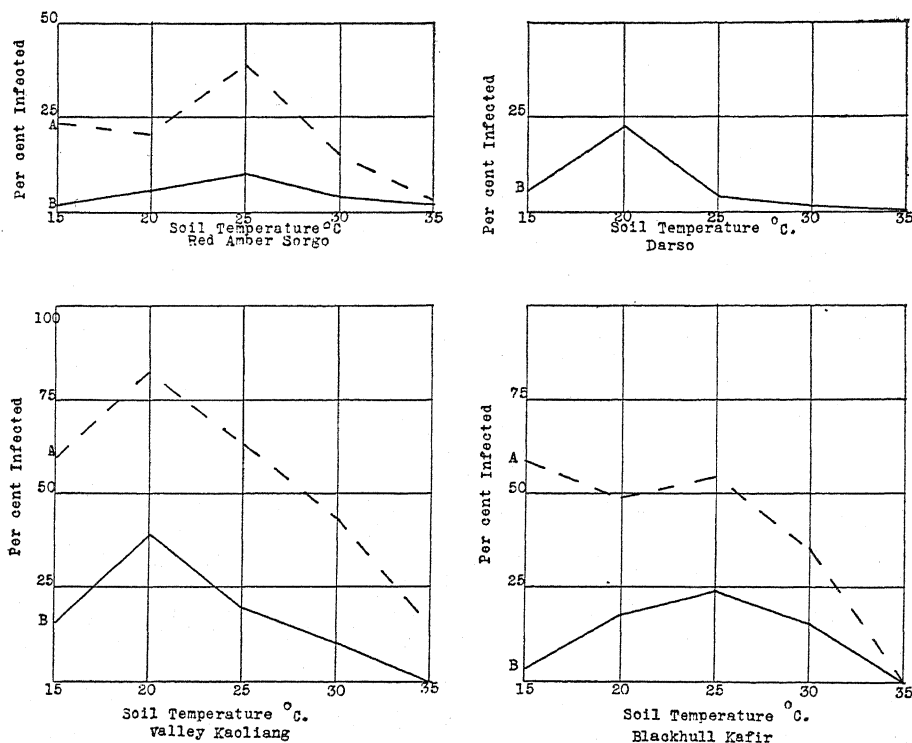 50
25
Per cent Infected
A
B
15 20 25 30 35
Soil Temperature °C
Red Amber Sorgo
25
Per cent Infected
B
15 20 25 30 35
Soil Temperature °C.
Darso
100
75
50
25
Per cent Infected
A
B
15 20 25 30 35
Soil Temperature °C.
Valley Kaoliang
75
50
25
Per cent Infected
A
B
15 20 25 30 35
Soil Temperature °C.
Blackhull Kafir